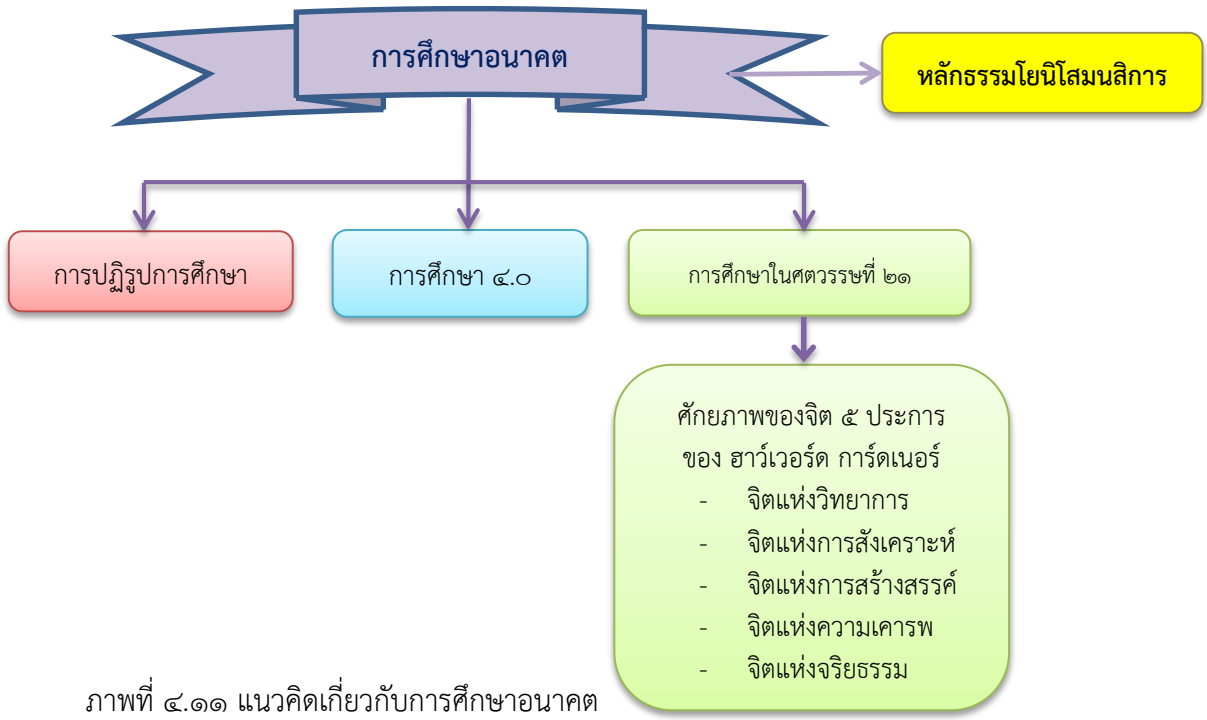 การศึกษาอนาคต
หลักธรรมโยนิโสมนสิการ
การปฏิรูปการศึกษา
การศึกษา ๔.๐
การศึกษาในศตวรรษที่ ๒๑
ศักยภาพของจิต ๕ ประการ
ของ ฮาว์เวอร์ด การ์ดเนอร์
- จิตแห่งวิทยาการ
- จิตแห่งการสังเคราะห์
- จิตแห่งการสร้างสรรค์
- จิตแห่งความเคารพ
- จิตแห่งจริยธรรม
ภาพที่ ๔.๑๑ แนวคิดเกี่ยวกับการศึกษาอนาคต